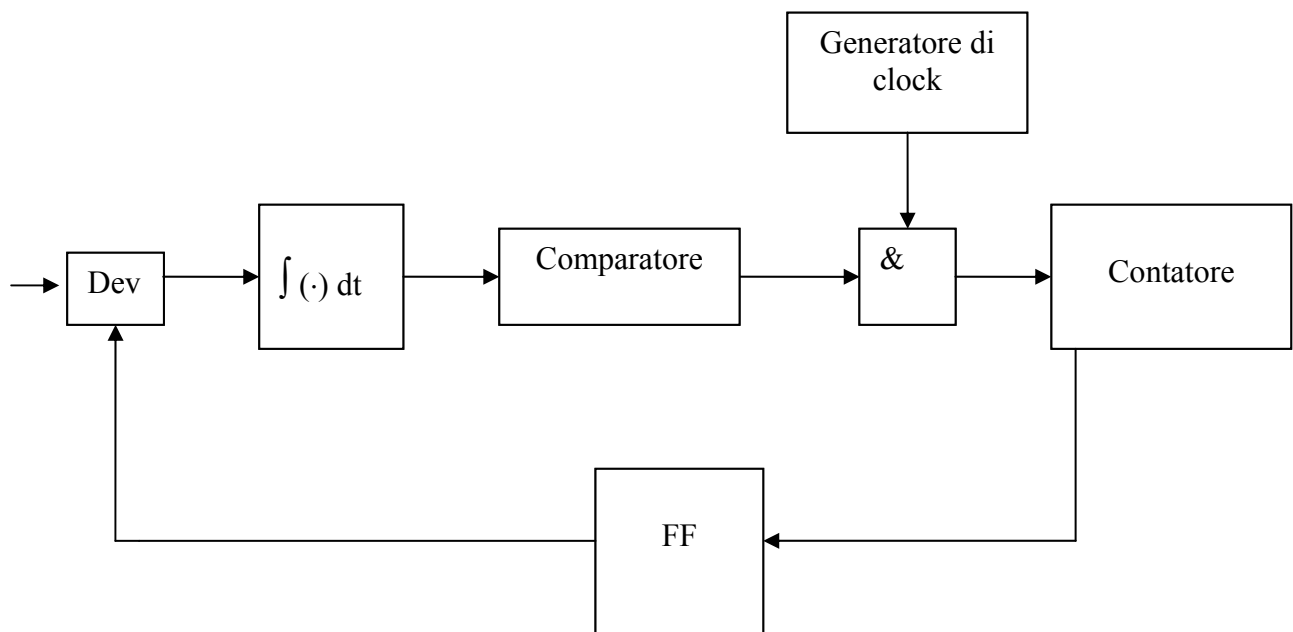 Generatore di
clock
Dev
∫ (·) dt
Comparatore
&
Contatore
FF